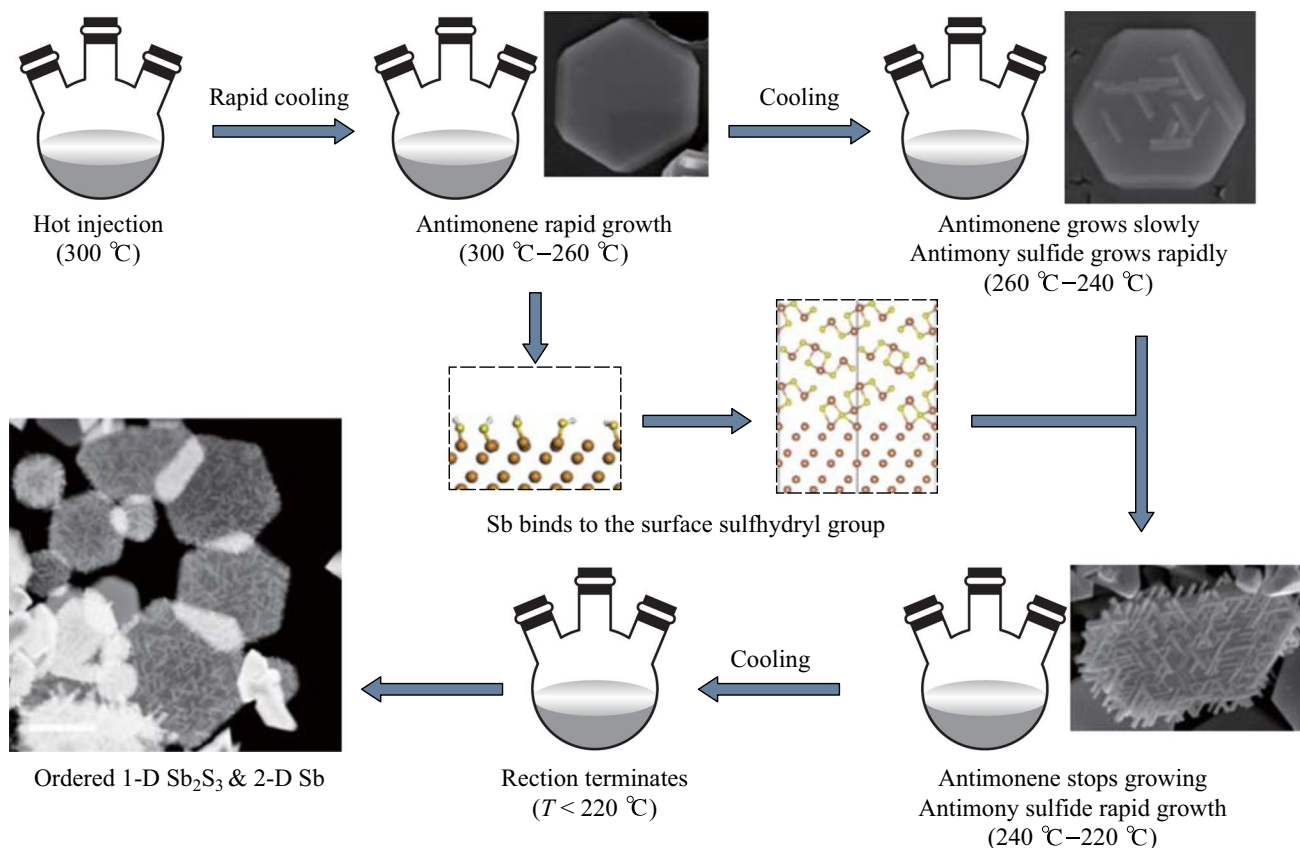 Rapid cooling
Cooling
Hot injection
(300 ℃)
Antimonene rapid growth
(300 ℃−260 ℃)
Antimonene grows slowly
Antimony sulfide grows rapidly
(260 ℃−240 ℃)
Sb binds to the surface sulfhydryl group
Cooling
Ordered 1-D Sb₂S₃ & 2-D Sb
Rection terminates
(T < 220 ℃)
Antimonene stops growing
Antimony sulfide rapid growth
(240 ℃−220 ℃)